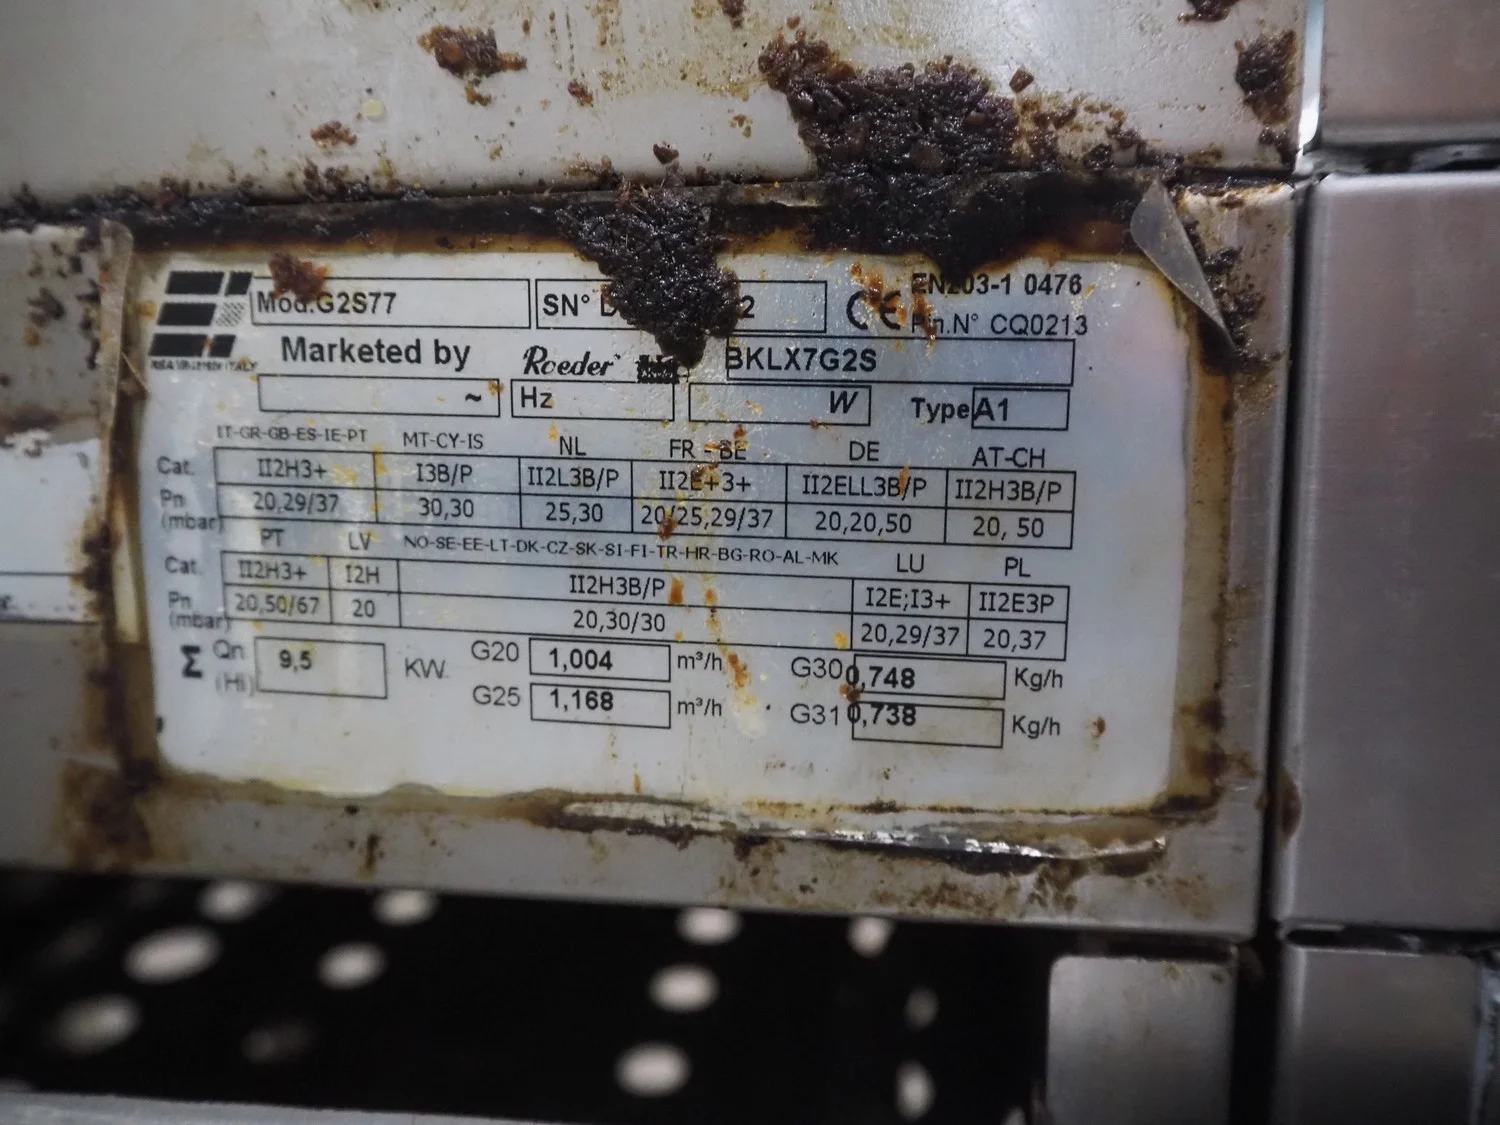 Mod.G2S77 SN° 2 EN203-1 0476
Pin.N° CQ0213
Marketed by Roeder BKLX7G2S
~ Hz W Type A1
IT-GR-GB-ES-IE-PT MT-CY-IS NL FR - BE DE AT-CH
Cat. II2H3+ I3B/P II2L3B/P II2E+3+ II2ELL3B/P II2H3B/P
Pn (mbar) 20,29/37 30,30 25,30 20/25,29/37 20,20,50 20, 50
PT LV NO-SE-EE-LT-DK-CZ-SK-SI-FI-TR-HR-BG-RO-AL-MK LU PL
Cat. II2H3+ I2H II2H3B/P I2E;I3+ II2E3P
Pn (mbar) 20,50/67 20 20,30/30 20,29/37 20,37
Σ Qn (Hi) 9,5 KW. G20 1,004 m³/h G30 0,748 Kg/h
G25 1,168 m³/h G31 0,738 Kg/h